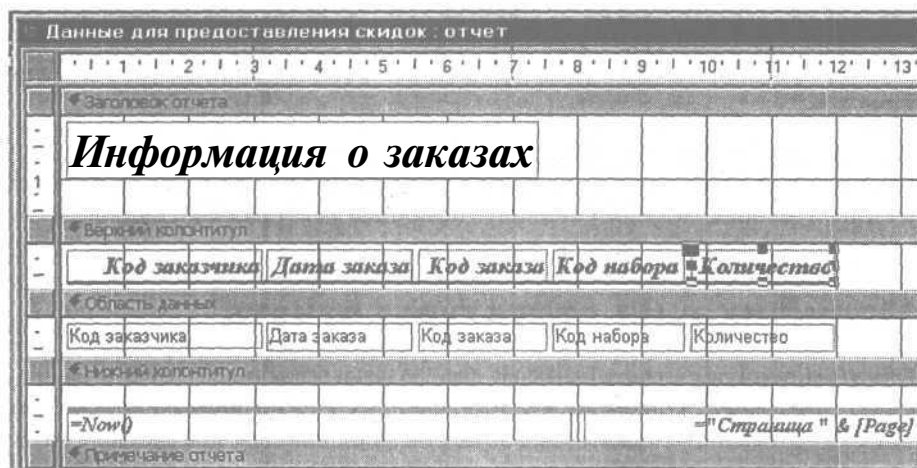 Данные для предоставления скидок : отчет
1 2 3 4 5 6 7 8 9 10 11 12 13
Заголовок отчета
Информация о заказах
1
Верхний колонтитул
Код заказчика Дата заказа Код заказа Код набора Количество
Область данных
Код заказчика Дата заказа Код заказа Код набора Количество
Нижний колонтитул
=Now() ="Страница " & [Page]
Примечание отчета